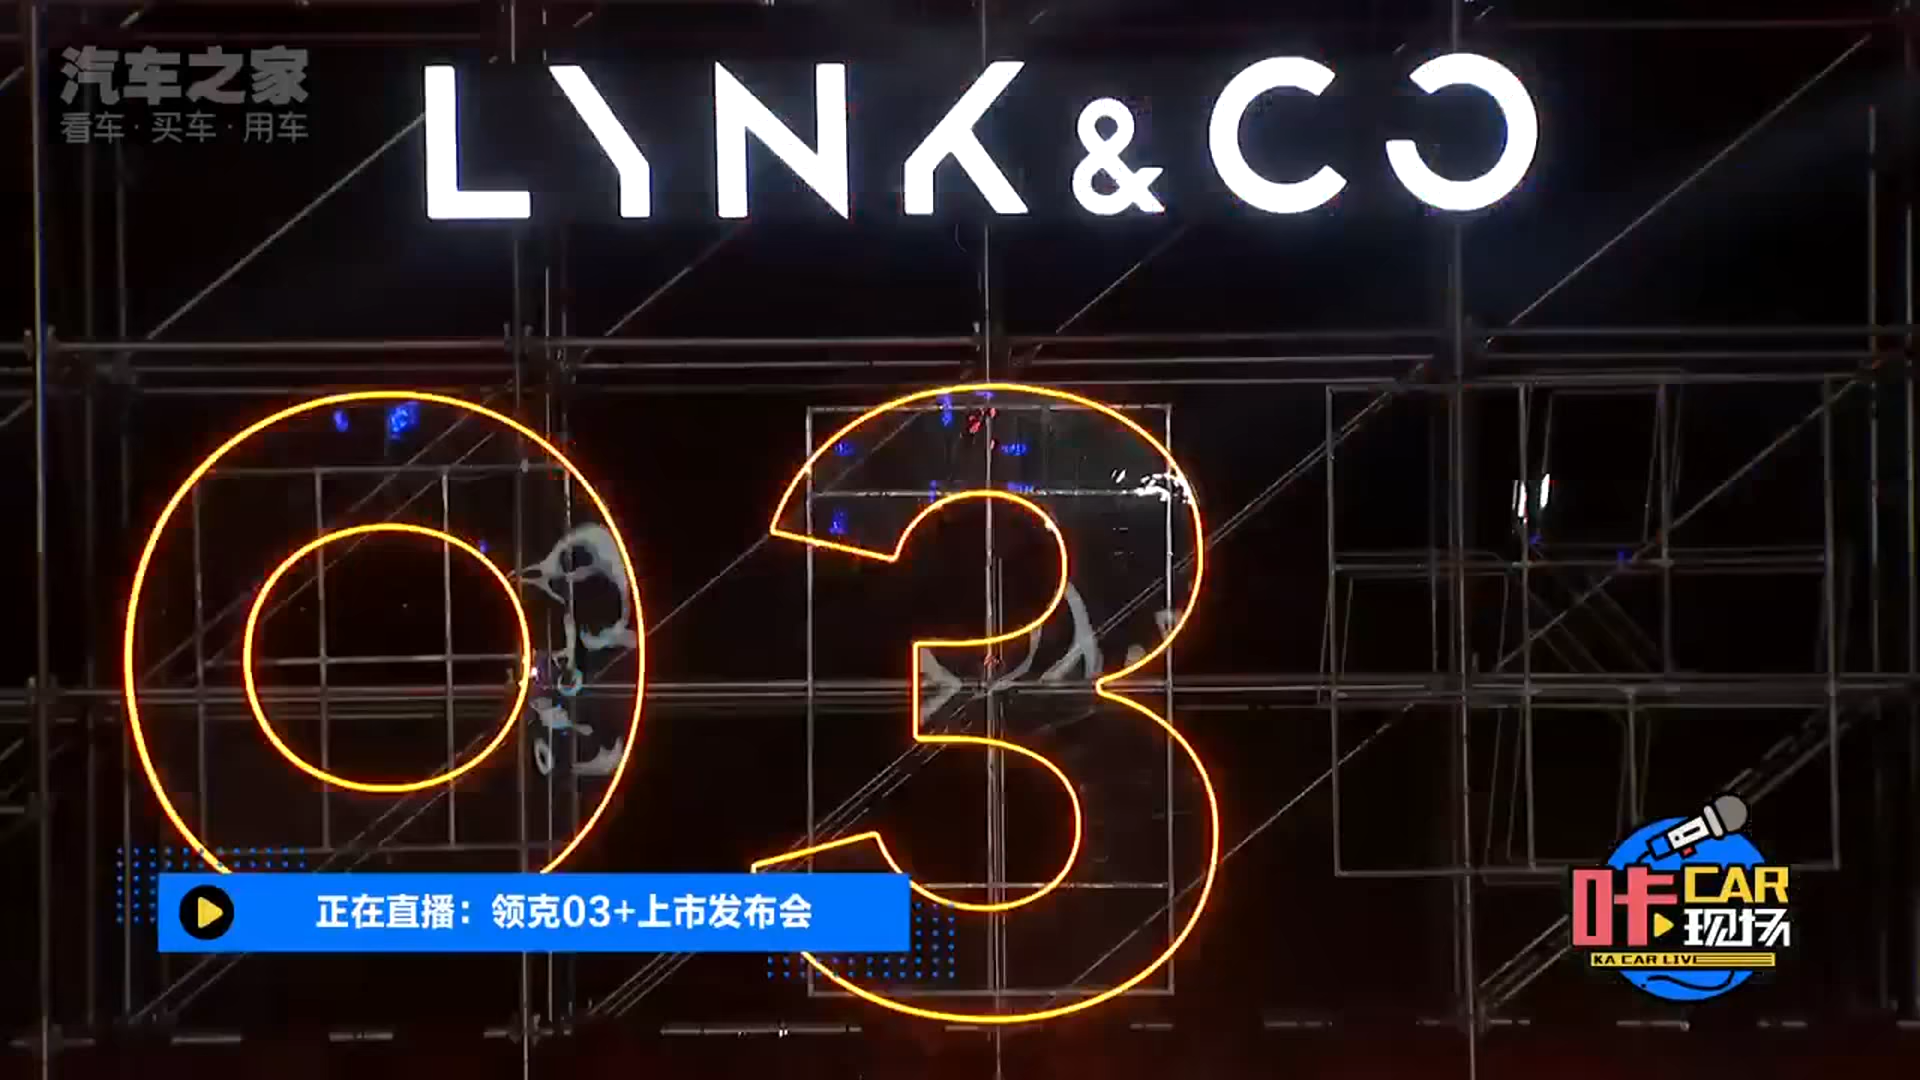 汽车之家
看车·买车·用车
LYNK&CO
03
正在直播：领克03+上市发布会
咔CAR
现场
KA CAR LIVE